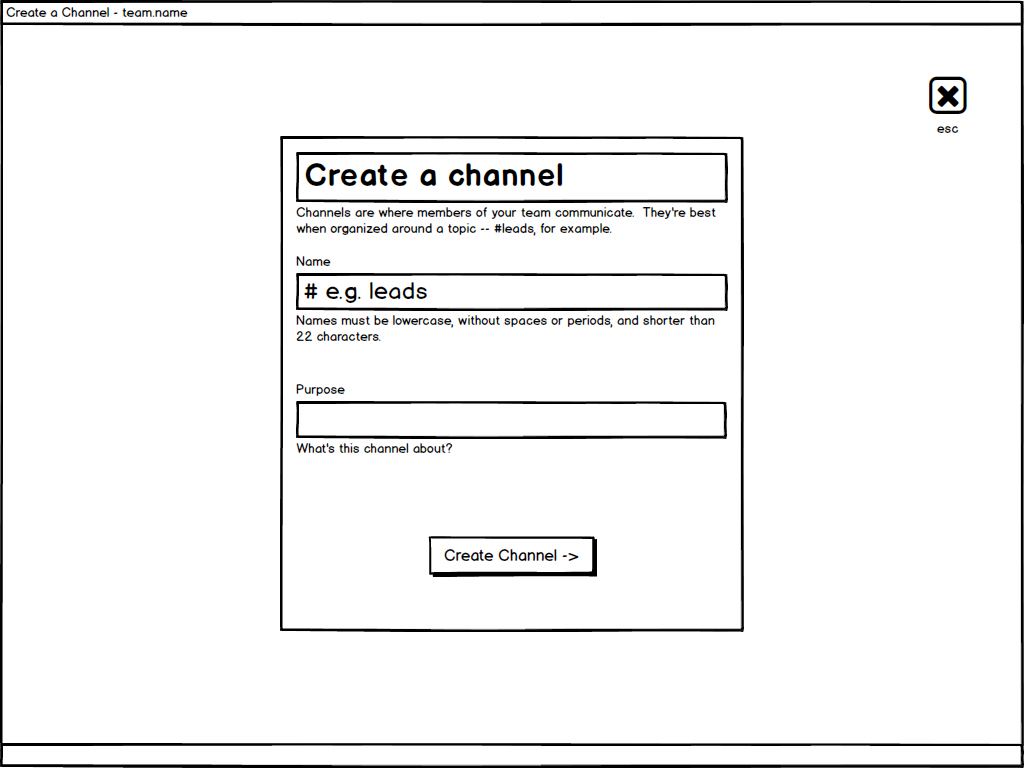 Create a Channel - team.name
esc
Create a channel
Channels are where members of your team communicate.  They're best
when organized around a topic -- #leads, for example.
Name
# e.g. leads
Names must be lowercase, without spaces or periods, and shorter than
22 characters.
Purpose
What's this channel about?
Create Channel ->